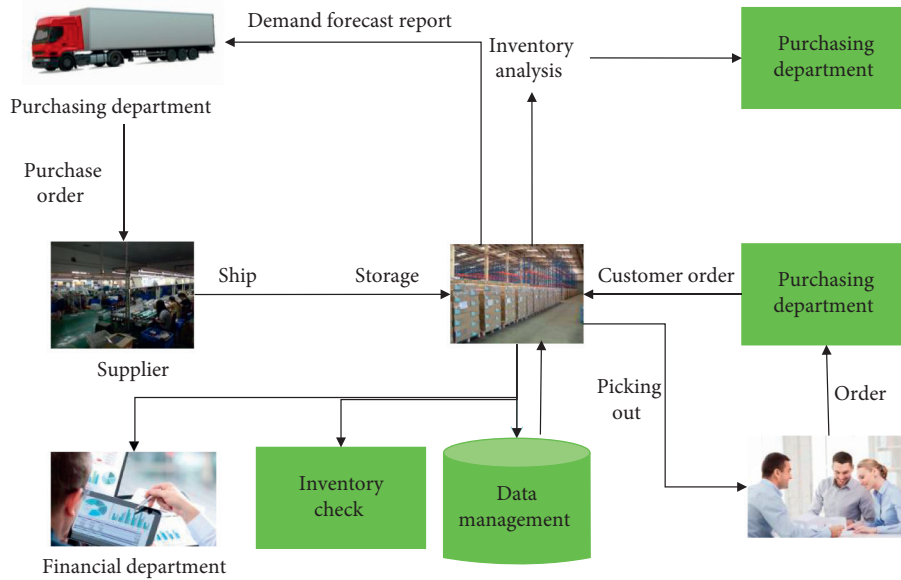 Demand forecast report
Inventory
analysis
Purchasing
department
Purchasing department
Purchase
order
Ship
Storage
Customer order
Purchasing
department
Supplier
Picking
out
Order
Inventory
check
Data
management
Financial department